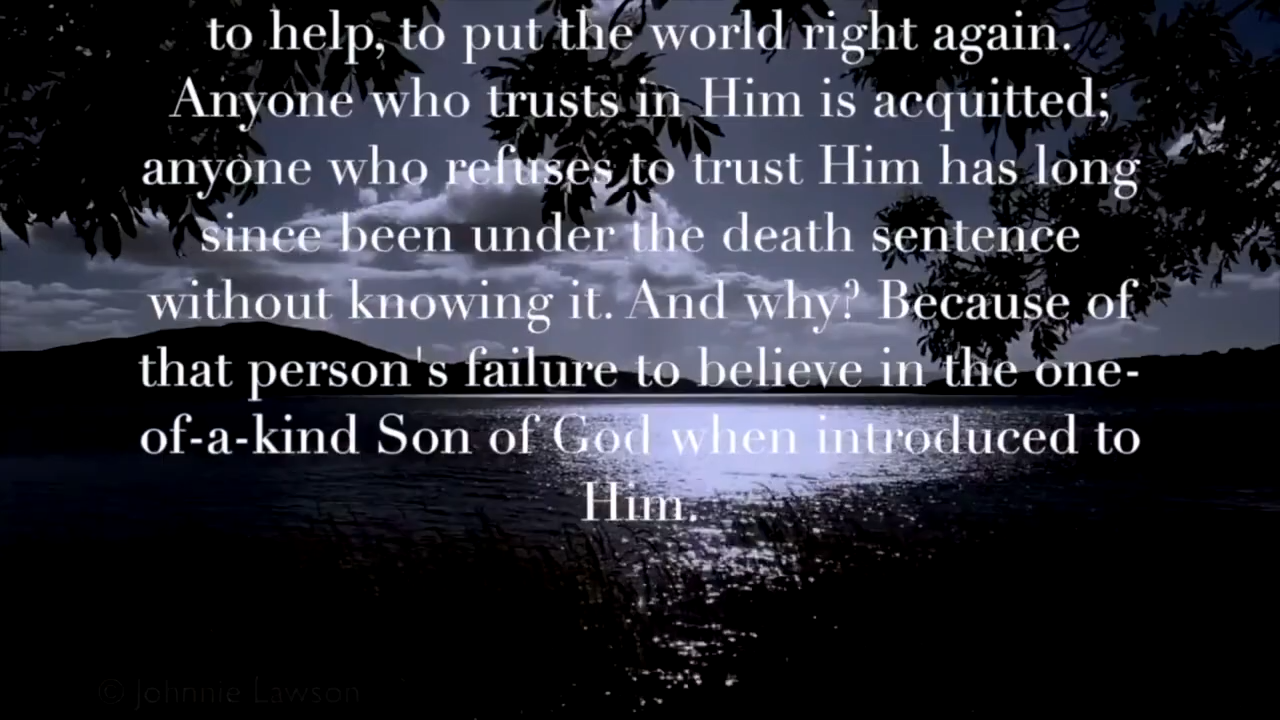 to help, to put the world right again.
Anyone who trusts in Him is acquitted;
anyone who refuses to trust Him has long
since been under the death sentence
without knowing it. And why? Because of
that person's failure to believe in the one-
of-a-kind Son of God when introduced to
Him.
© Johnnie Lawson